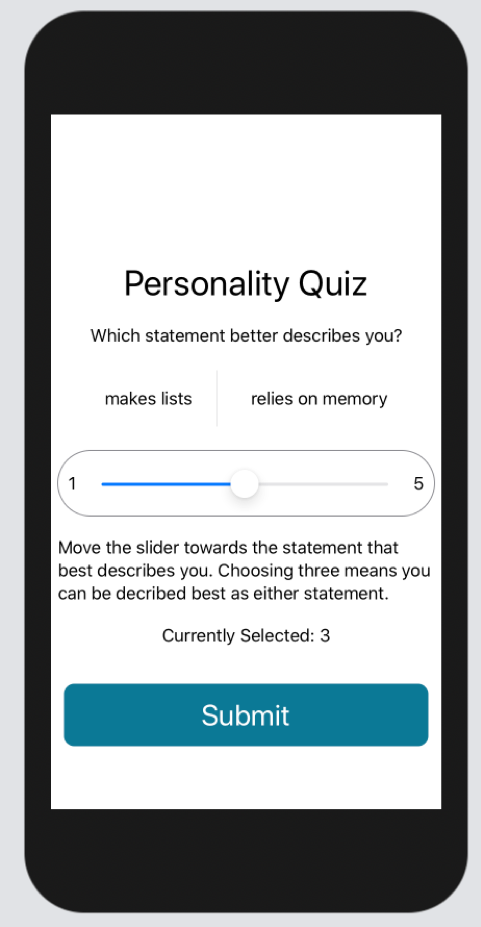 Personality Quiz
Which statement better describes you?
makes lists relies on memory
1 5
Move the slider towards the statement that
best describes you. Choosing three means you
can be decribed best as either statement.
Currently Selected: 3
Submit